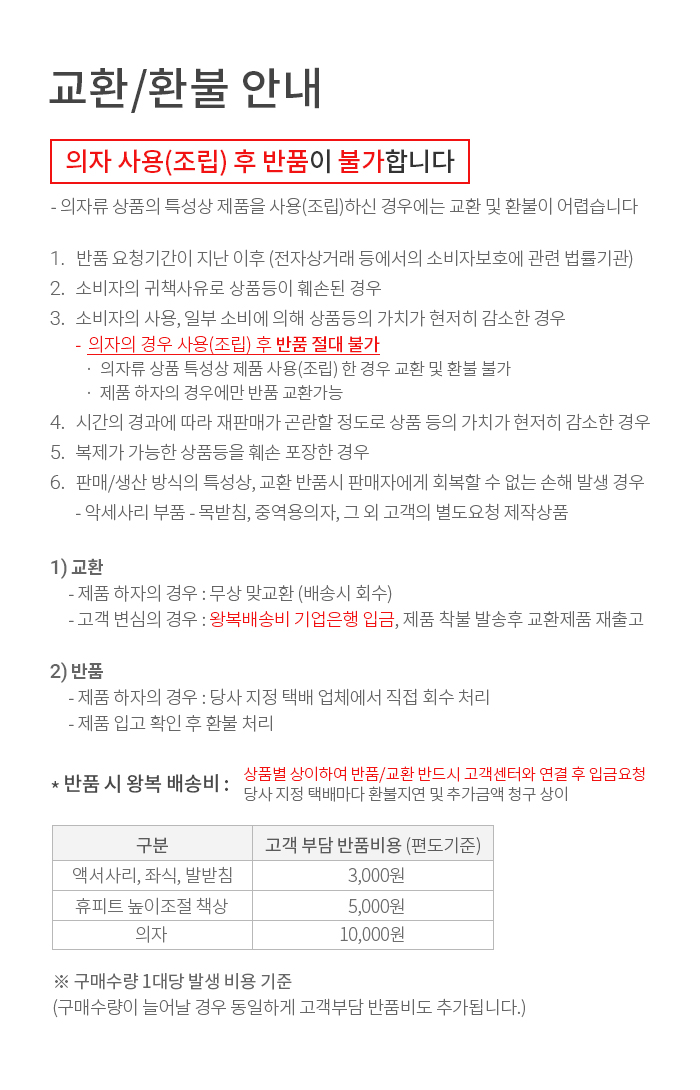 교환/환불 안내
의자 사용(조립) 후 반품이 불가합니다
- 의자류 상품의 특성상 제품을 사용(조립)하신 경우에는 교환 및 환불이 어렵습니다
1. 반품 요청기간이 지난 이후 (전자상거래 등에서의 소비자보호에 관련 법률기관)
2. 소비자의 귀책사유로 상품등이 훼손된 경우
3. 소비자의 사용, 일부 소비에 의해 상품등의 가치가 현저히 감소한 경우
- 의자의 경우 사용(조립) 후 반품 절대 불가
· 의자류 상품 특성상 제품 사용(조립) 한 경우 교환 및 환불 불가
· 제품 하자의 경우에만 반품 교환가능
4. 시간의 경과에 따라 재판매가 곤란할 정도로 상품 등의 가치가 현저히 감소한 경우
5. 복제가 가능한 상품등을 훼손 포장한 경우
6. 판매/생산 방식의 특성상, 교환 반품시 판매자에게 회복할 수 없는 손해 발생 경우
- 악세사리 부품 - 목받침, 중역용의자, 그 외 고객의 별도요청 제작상품
1) 교환
- 제품 하자의 경우 : 무상 맞교환 (배송시 회수)
- 고객 변심의 경우 : 왕복배송비 기업은행 입금, 제품 착불 발송후 교환제품 재출고
2) 반품
- 제품 하자의 경우 : 당사 지정 택배 업체에서 직접 회수 처리
- 제품 입고 확인 후 환불 처리
* 반품 시 왕복 배송비 : 상품별 상이하여 반품/교환 반드시 고객센터와 연결 후 입금요청
당사 지정 택배마다 환불지연 및 추가금액 청구 상이
구분 고객 부담 반품비용 (편도기준)
액서사리, 좌식, 발받침 3,000원
휴피트 높이조절 책상 5,000원
의자 10,000원
※ 구매수량 1대당 발생 비용 기준
(구매수량이 늘어날 경우 동일하게 고객부담 반품비도 추가됩니다.)